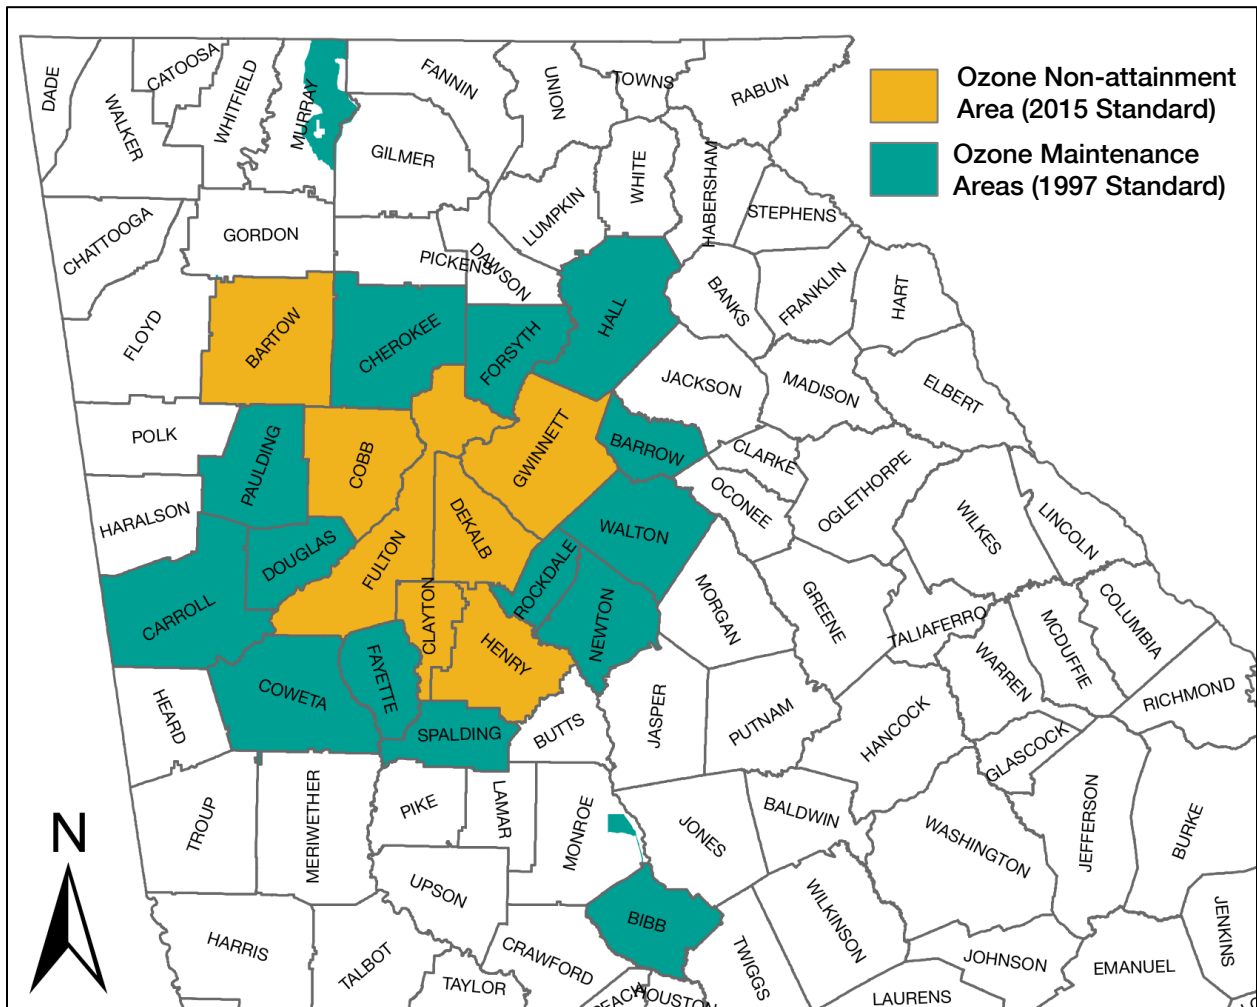 Ozone Non-attainment
Area (2015 Standard)
Ozone Maintenance
Areas (1997 Standard)
DADE
WALKER
CATOOSA
WHITFIELD
MURRAY
FANNIN
UNION
TOWNS
RABUN
GILMER
WHITE
HABERSHAM
LUMPKIN
STEPHENS
CHATTOOGA
GORDON
PICKENS
DAWSON
BANKS
FRANKLIN
HART
FLOYD
BARTOW
CHEROKEE
FORSYTH
HALL
JACKSON
MADISON
ELBERT
POLK
PAULDING
COBB
GWINNETT
BARROW
CLARKE
OCONEE
OGLETHORPE
WILKES
LINCOLN
HARALSON
DOUGLAS
FULTON
DEKALB
WALTON
ROCKDALE
NEWTON
MORGAN
GREENE
TALIAFERRO
COLUMBIA
MCDUFFIE
WARREN
RICHMOND
CARROLL
CLAYTON
HENRY
FAYETTE
COWETA
HEARD
SPALDING
BUTTS
JASPER
PUTNAM
HANCOCK
GLASCOCK
TROUP
MERIWETHER
PIKE
LAMAR
MONROE
JONES
BALDWIN
WASHINGTON
JEFFERSON
BURKE
N
UPSON
BIBB
WILKINSON
JENKINS
HARRIS
TALBOT
TAYLOR
CRAWFORD
HOUSTON
TWIGGS
JOHNSON
EMANUEL
LAURENS